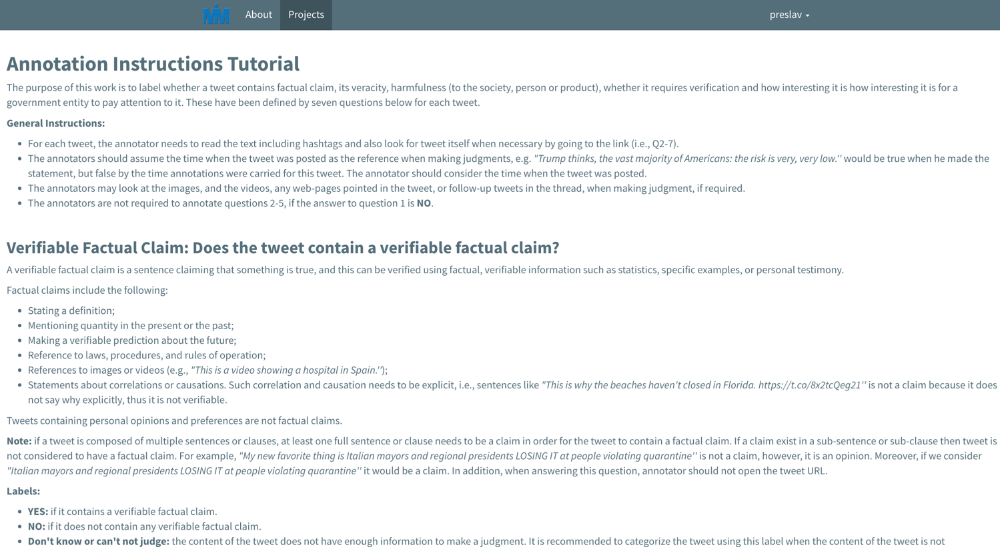 About Projects preslav
Annotation Instructions Tutorial
The purpose of this work is to label whether a tweet contains factual claim, its veracity, harmfulness (to the society, person or product), whether it requires verification and how interesting it is how interesting it is for a
government entity to pay attention to it. These have been defined by seven questions below for each tweet.
General Instructions:
• For each tweet, the annotator needs to read the text including hashtags and also look for tweet itself when necessary by going to the link (i.e., Q2-7).
• The annotators should assume the time when the tweet was posted as the reference when making judgments, e.g. "Trump thinks, the vast majority of Americans: the risk is very, very low.'' would be true when he made the
statement, but false by the time annotations were carried for this tweet. The annotator should consider the time when the tweet was posted.
• The annotators may look at the images, and the videos, any web-pages pointed in the tweet, or follow-up tweets in the thread, when making judgment, if required.
• The annotators are not required to annotate questions 2-5, if the answer to question 1 is NO.
Verifiable Factual Claim: Does the tweet contain a verifiable factual claim?
A verifiable factual claim is a sentence claiming that something is true, and this can be verified using factual, verifiable information such as statistics, specific examples, or personal testimony.
Factual claims include the following:
• Stating a definition;
• Mentioning quantity in the present or the past;
• Making a verifiable prediction about the future;
• Reference to laws, procedures, and rules of operation;
• References to images or videos (e.g., "This is a video showing a hospital in Spain.'');
• Statements about correlations or causations. Such correlation and causation needs to be explicit, i.e., sentences like "This is why the beaches haven't closed in Florida. https://t.co/8x2tcQeg21'' is not a claim because it does
not say why explicitly, thus it is not verifiable.
Tweets containing personal opinions and preferences are not factual claims.
Note: if a tweet is composed of multiple sentences or clauses, at least one full sentence or clause needs to be a claim in order for the tweet to contain a factual claim. If a claim exist in a sub-sentence or sub-clause then tweet is
not considered to have a factual claim. For example, "My new favorite thing is Italian mayors and regional presidents LOSING IT at people violating quarantine'' is not a claim, however, it is an opinion. Moreover, if we consider
"Italian mayors and regional presidents LOSING IT at people violating quarantine'' it would be a claim. In addition, when answering this question, annotator should not open the tweet URL.
Labels:
• YES: if it contains a verifiable factual claim.
• NO: if it does not contain any verifiable factual claim.
• Don't know or can't not judge: the content of the tweet does not have enough information to make a judgment. It is recommended to categorize the tweet using this label when the content of the tweet is not